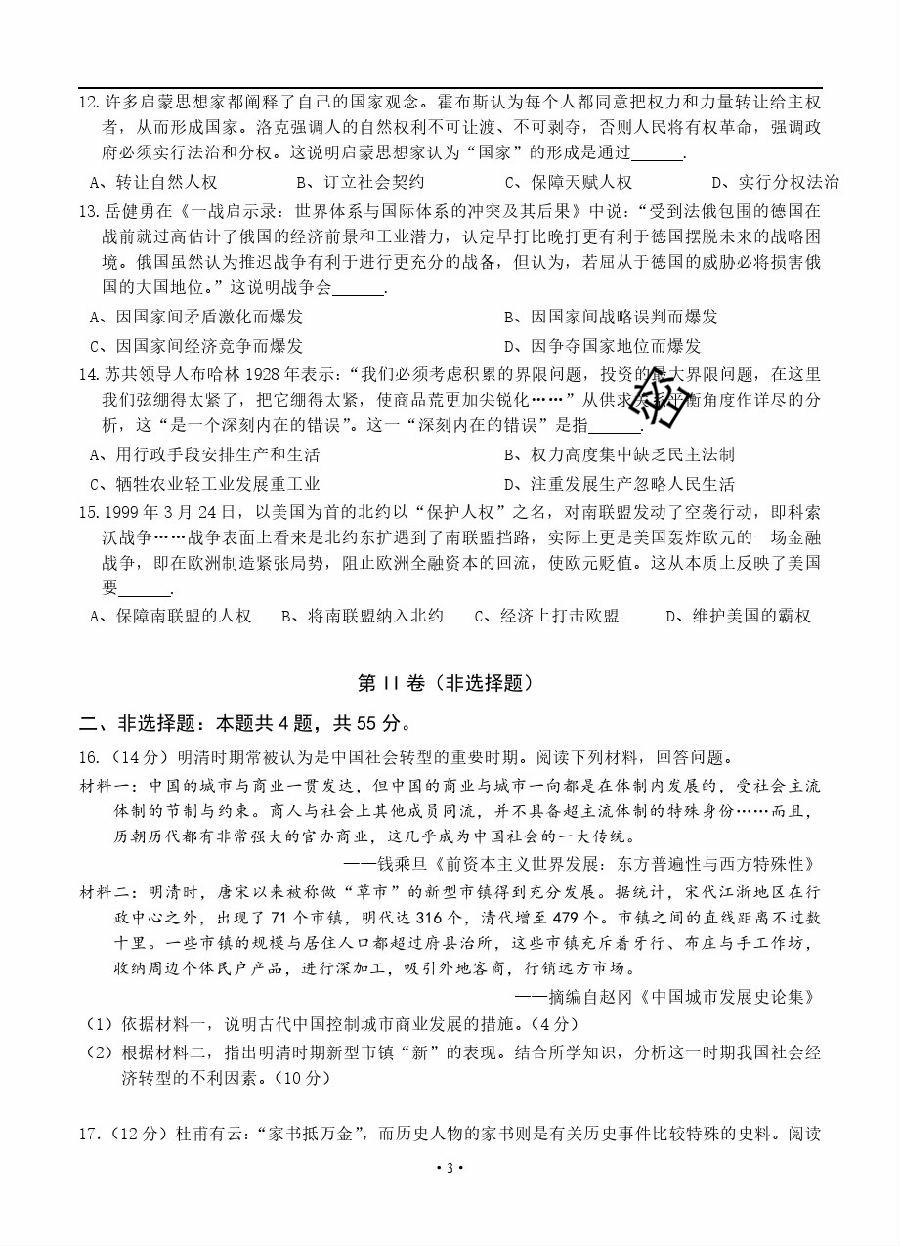 12. 许多启蒙思想家都阐释了自己的国家观念。霍布斯认为每个人都同意把权力和力量转让给主权
者，从而形成国家。洛克强调人的自然权利不可让渡、不可剥夺，否则人民将有权革命，强调政
府必须实行法治和分权。这说明启蒙思想家认为“国家”的形成是通过______.
A、转让自然人权 B、订立社会契约 C、保障天赋人权 D、实行分权法治
13. 岳健勇在《一战启示录：世界体系与国际体系的冲突及其后果》中说：“受到法俄包围的德国在
战前就过高估计了俄国的经济前景和工业潜力，认定早打比晚打更有利于德国摆脱未来的战略困
境。俄国虽然认为推迟战争有利于进行更充分的战备，但认为，若屈从于德国的威胁必将损害俄
国的大国地位。”这说明战争会______.
A、因国家间矛盾激化而爆发 B、因国家间战略误判而爆发
C、因国家间经济竞争而爆发 D、因争夺国家地位而爆发
14. 苏共领导人布哈林 1928 年表示：“我们必须考虑积累的界限问题，投资的最大界限问题，在这里
我们弦绷得太紧了，把它绷得太紧，使商品荒更加尖锐化……”从供求 平衡角度作详尽的分
析，这“是一个深刻内在的错误”。这一“深刻内在的错误”是指______.
A、用行政手段安排生产和生活 B、权力高度集中缺乏民主法制
C、牺牲农业轻工业发展重工业 D、注重发展生产忽略人民生活
15. 1999 年 3 月 24 日，以美国为首的北约以“保护人权”之名，对南联盟发动了空袭行动，即科索
沃战争……战争表面上看来是北约东扩遇到了南联盟挡路，实际上更是美国轰炸欧元的 场金融
战争，即在欧洲制造紧张局势，阻止欧洲全融资本的回流，使欧元贬值。这从本质上反映了美国
要______.
A、保障南联盟的人权 B、将南联盟纳入北约 C、经济上打击欧盟 D、维护美国的霸权
第 II 卷（非选择题）
二、非选择题：本题共 4 题，共 55 分。
16.（14 分）明清时期常被认为是中国社会转型的重要时期。阅读下列材料，回答问题。
材料一：中国的城市与商业一贯发达，但中国的商业与城市一向都是在体制内发展约，受社会主流
体制的节制与约束。商人与社会上其他成员同流，并不具备超主流体制的特殊身份……而且，
历朝历代都有非常强大的官办商业，这几乎成为中国社会的一大传统。
——钱乘旦《前资本主义世界发展：东方普遍性与西方特殊性》
材料二：明清时，唐宋以来被称做“草市”的新型市镇得到充分发展。据统计，宋代江浙地区在行
政中心之外，出现了 71 个市镇，明代达 316 个，清代增至 479 个。市镇之间的直线距离不过数
十里。一些市镇的规模与居住人口都超过府县治所，这些市镇充斥着牙行、布庄与手工作坊，
收纳周边个体民户产品，进行深加工，吸引外地客商，行销远方市场。
——摘编自赵冈《中国城市发展史论集》
（1）依据材料一，说明古代中国控制城市商业发展的措施。（4 分）
（2）根据材料二，指出明清时期新型市镇“新”的表现。结合所学知识，分析这一时期我国社会经
济转型的不利因素。（10 分）
17.（12 分）杜甫有云：“家书抵万金”，而历史人物的家书则是有关历史事件比较特殊的史料。阅读
• 3 •